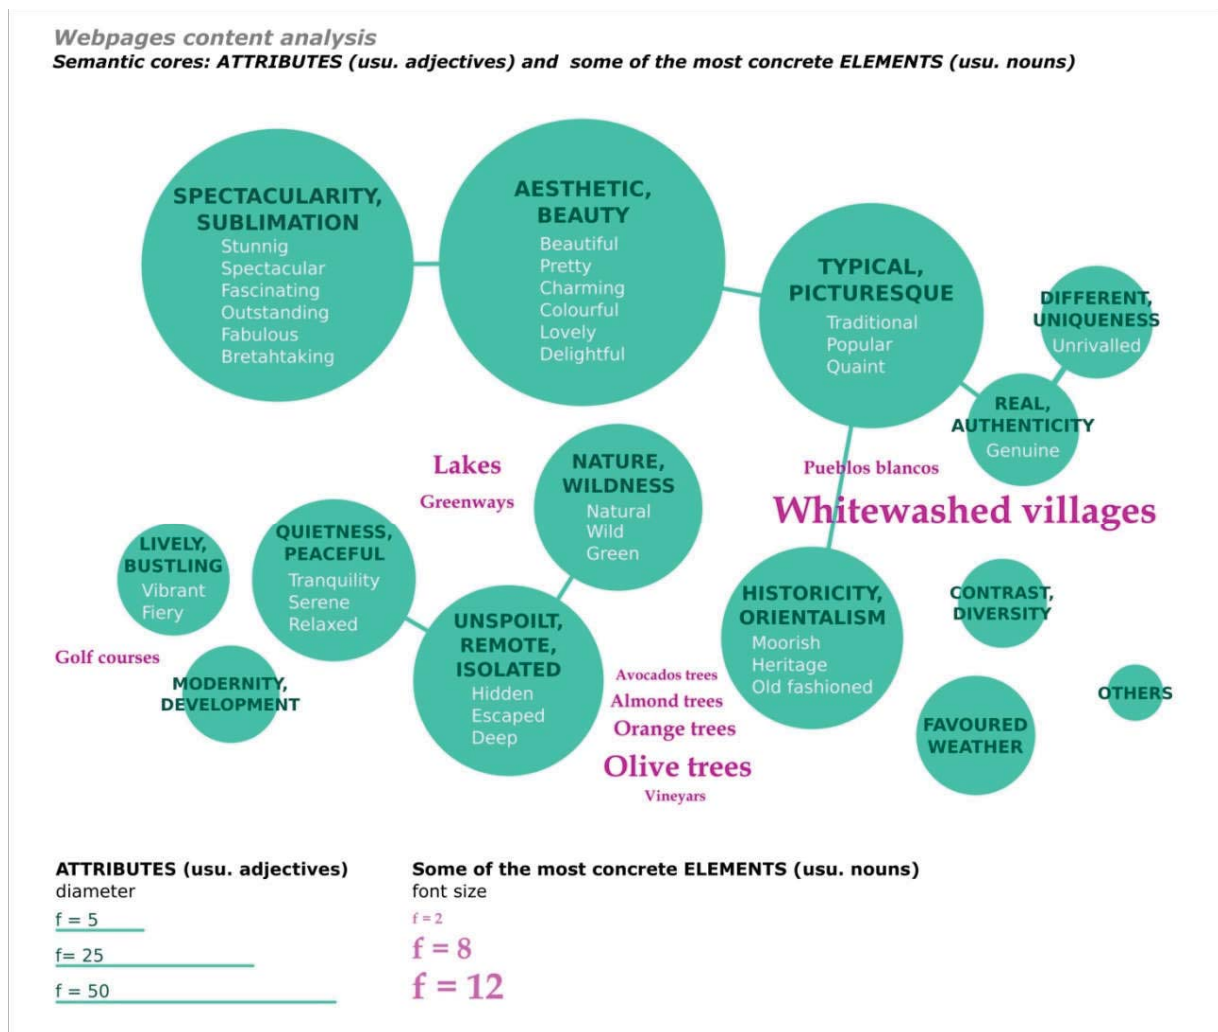 Webpages content analysis
Semantic cores: ATTRIBUTES (usu. adjectives) and some of the most concrete ELEMENTS (usu. nouns)
SPECTACULARITY,
SUBLIMATION
Stunnig
Spectacular
Fascinating
Outstanding
Fabulous
Bretahtaking
AESTHETIC,
BEAUTY
Beautiful
Pretty
Charming
Colourful
Lovely
Delightful
TYPICAL,
PICTURESQUE
Traditional
Popular
Quaint
DIFFERENT,
UNIQUENESS
Unrivalled
REAL,
AUTHENTICITY
Genuine
Lakes
Greenways
NATURE,
WILDNESS
Natural
Wild
Green
Pueblos blancos
Whitewashed villages
LIVELY,
BUSTLING
Vibrant
Fiery
QUIETNESS,
PEACEFUL
Tranquility
Serene
Relaxed
UNSPOILT,
REMOTE,
ISOLATED
Hidden
Escaped
Deep
HISTORICITY,
ORIENTALISM
Moorish
Heritage
Old fashioned
CONTRAST,
DIVERSITY
Golf courses
MODERNITY,
DEVELOPMENT
Avocados trees
Almond trees
Orange trees
Olive trees
Vineyars
FAVOURED
WEATHER
OTHERS
ATTRIBUTES (usu. adjectives)
diameter
f = 5
f= 25
f = 50
Some of the most concrete ELEMENTS (usu. nouns)
font size
f = 2
f = 8
f = 12